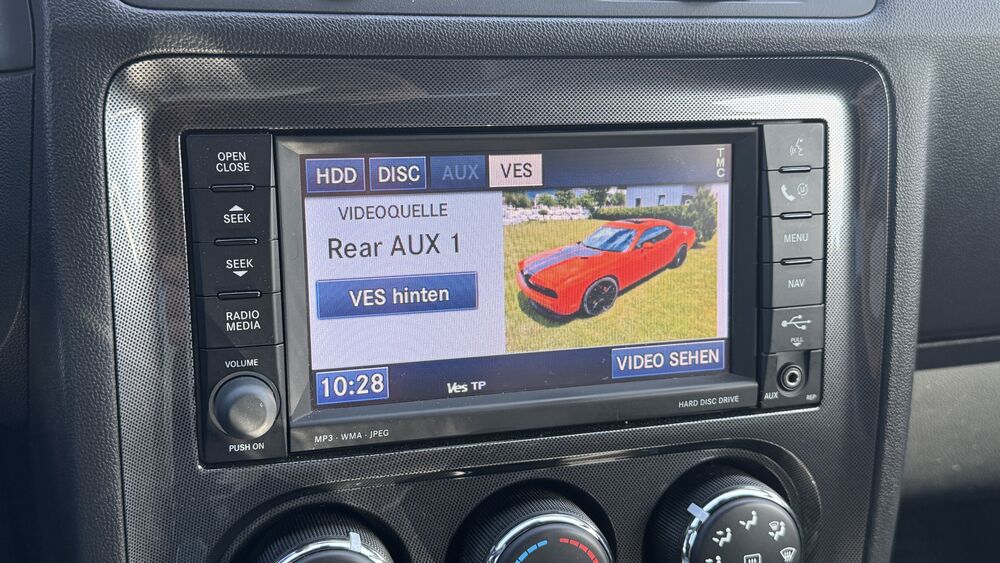 OPEN
CLOSE
SEEK
SEEK
RADIO
MEDIA
VOLUME
PUSH ON
HDD
DISC
AUX
VES
TMC
VIDEOQUELLE
Rear AUX 1
VES hinten
10:28
Ves TP
VIDEO SEHEN
MP3 - WMA - JPEG
HARD DISC DRIVE
MENU
NAV
PULL
AUX
REP